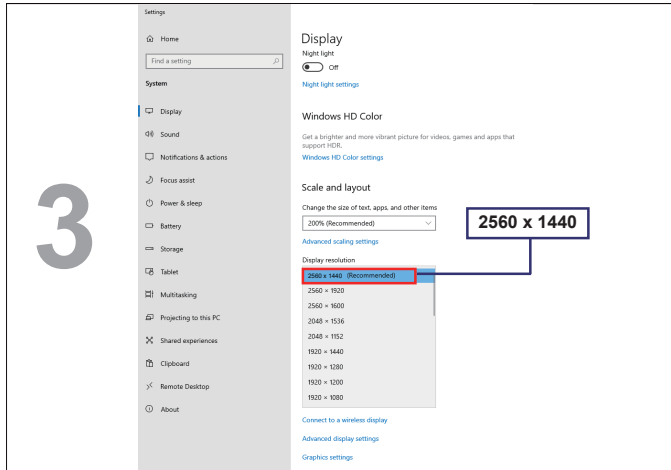 3
Settings
Home
Find a setting
System
Display
Sound
Notifications & actions
Focus assist
Power & sleep
Battery
Storage
Tablet
Multitasking
Projecting to this PC
Shared experiences
Clipboard
Remote Desktop
About
Display
Night light
Off
Night light settings
Windows HD Color
Get a brighter and more vibrant picture for videos, games and apps that
support HDR.
Windows HD Color settings
Scale and layout
Change the size of text, apps, and other items
200% (Recommended)
Advanced scaling settings
Display resolution
2560 x 1440 (Recommended)
2560 × 1920
2560 × 1600
2048 × 1536
2048 × 1152
1920 × 1440
1920 × 1280
1920 × 1200
1920 × 1080
Connect to a wireless display
Advanced display settings
Graphics settings
2560 x 1440